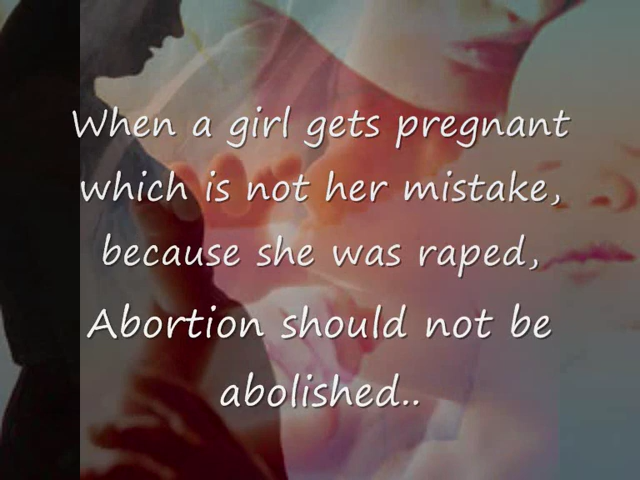 When a girl gets pregnant
which is not her mistake,
because she was raped,
Abortion should not be
abolished..